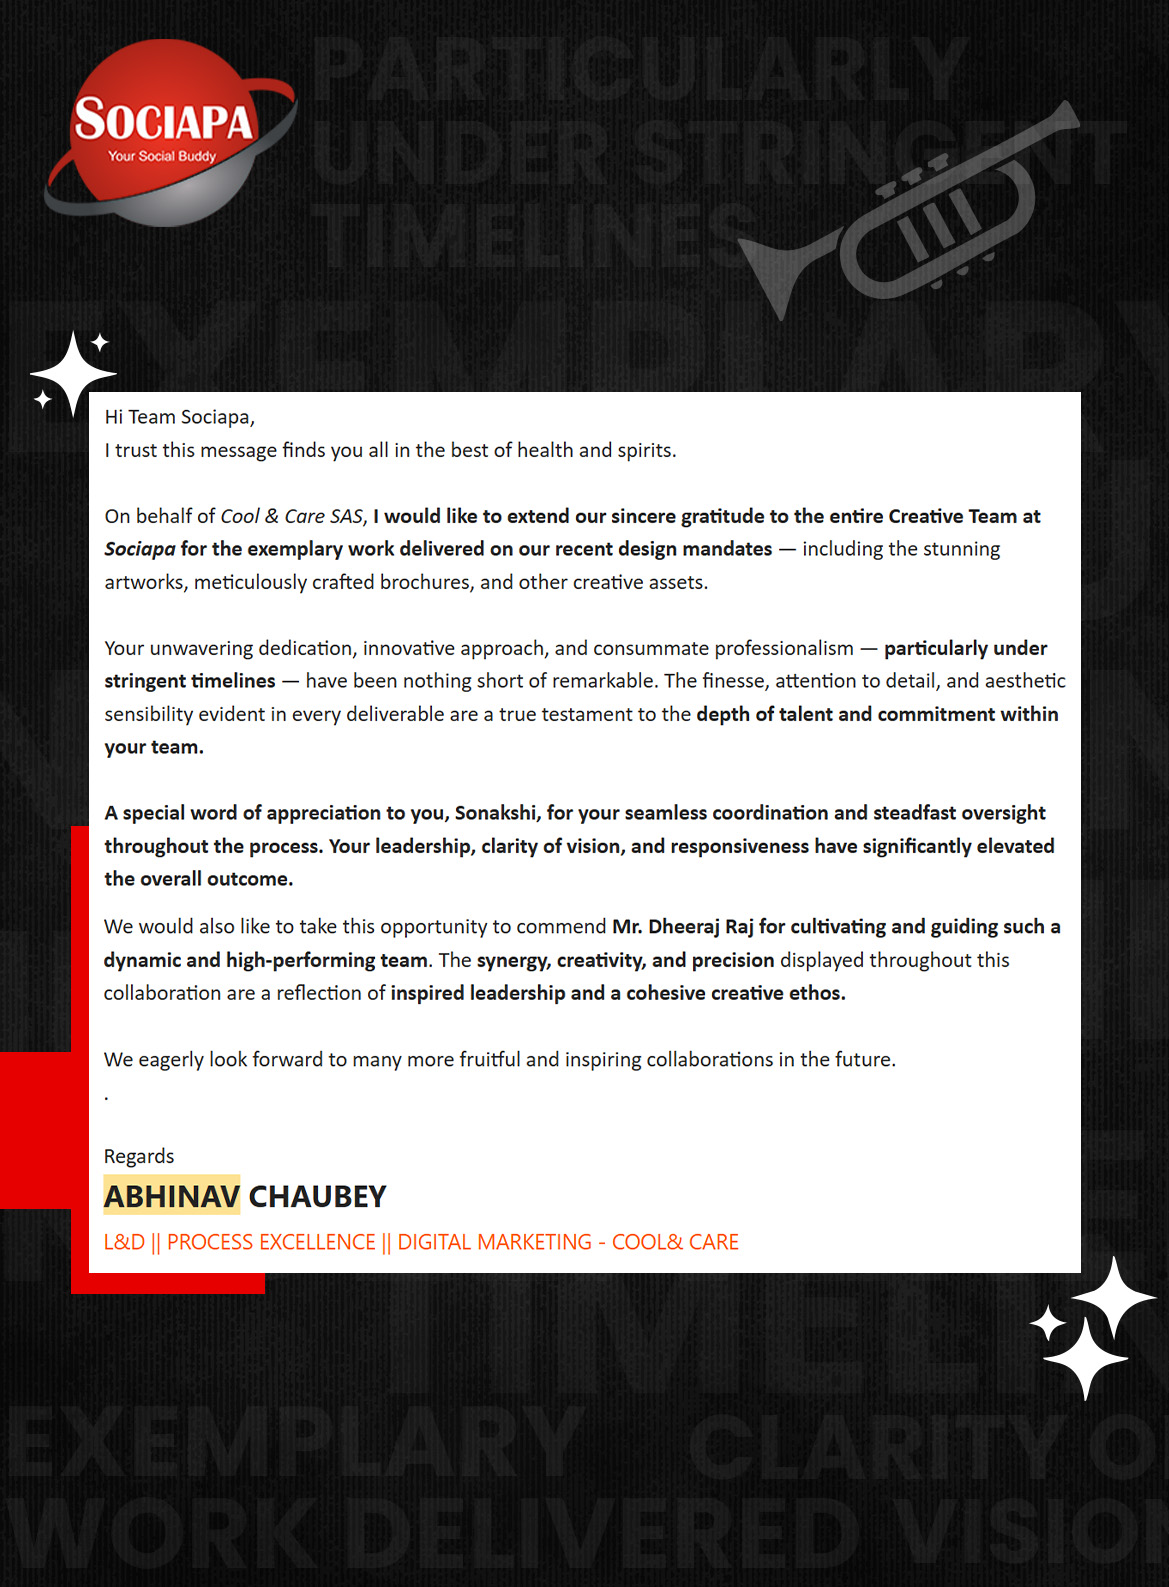 PARTICULARLY
UNDER STRINGENT
TIMELINES
SOCIAPA
Your Social Buddy
EXEMPLARY
Hi Team Sociapa,
I trust this message finds you all in the best of health and spirits.
On behalf of Cool & Care SAS, I would like to extend our sincere gratitude to the entire Creative Team at
Sociapa for the exemplary work delivered on our recent design mandates — including the stunning
artworks, meticulously crafted brochures, and other creative assets.
Your unwavering dedication, innovative approach, and consummate professionalism — particularly under
stringent timelines — have been nothing short of remarkable. The finesse, attention to detail, and aesthetic
sensibility evident in every deliverable are a true testament to the depth of talent and commitment within
your team.
A special word of appreciation to you, Sonakshi, for your seamless coordination and steadfast oversight
throughout the process. Your leadership, clarity of vision, and responsiveness have significantly elevated
the overall outcome.
We would also like to take this opportunity to commend Mr. Dheeraj Raj for cultivating and guiding such a
dynamic and high-performing team. The synergy, creativity, and precision displayed throughout this
collaboration are a reflection of inspired leadership and a cohesive creative ethos.
We eagerly look forward to many more fruitful and inspiring collaborations in the future.
.
Regards
ABHINAV CHAUBEY
L&D || PROCESS EXCELLENCE || DIGITAL MARKETING - COOL& CARE
EXEMPLARY CLARITY O
WORK DELIVERED VISION